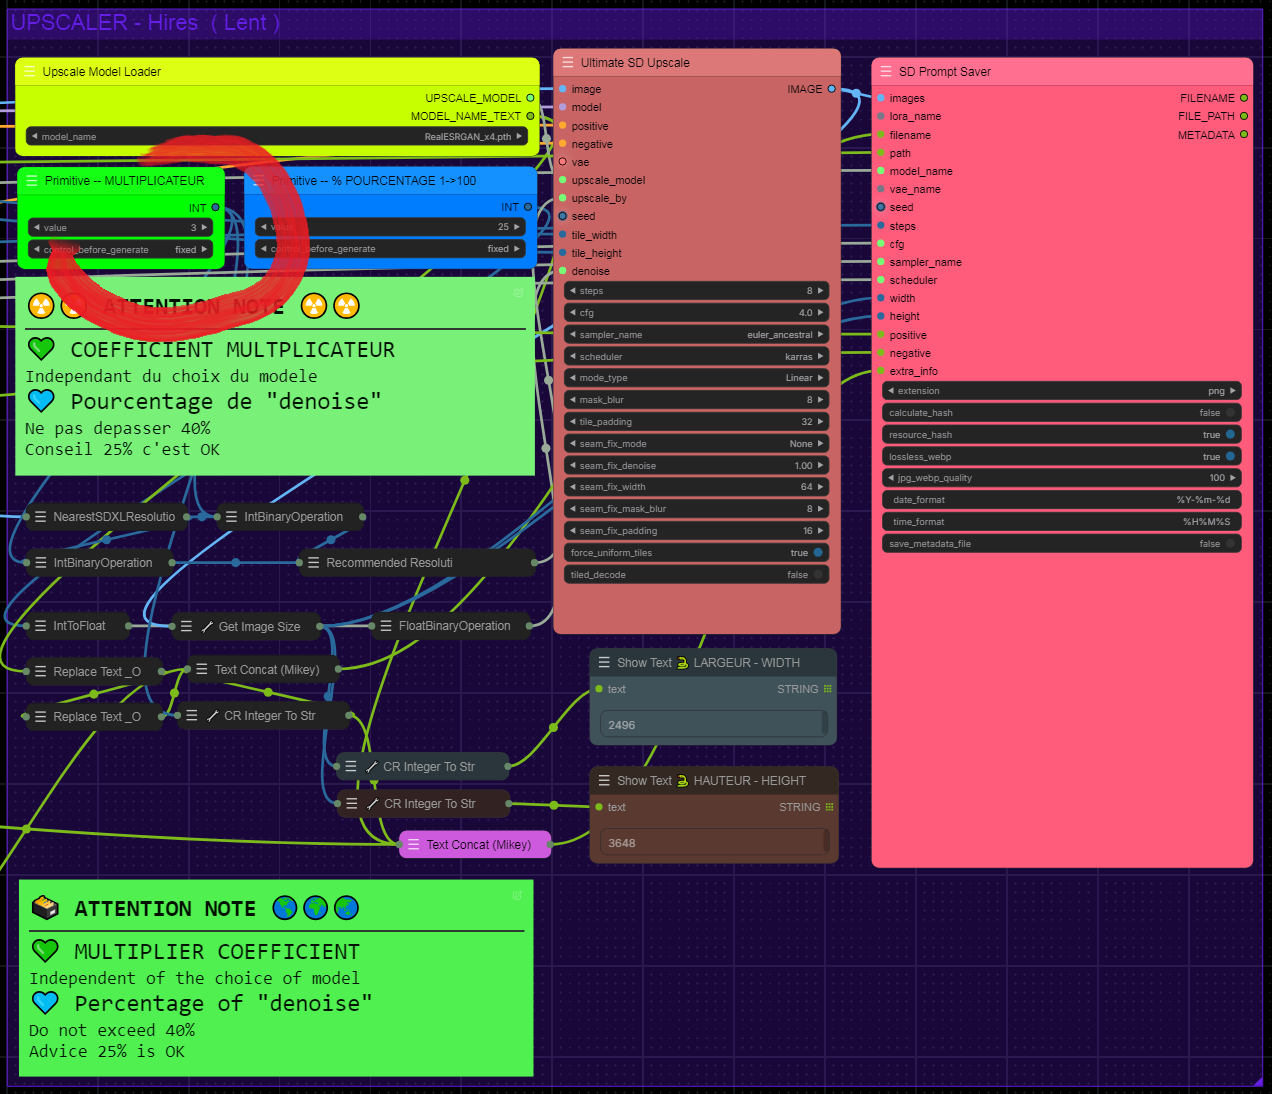 UPSCALER - Hires ( Lent )
Upscale Model Loader
UPSCALE_MODEL
MODEL_NAME_TEXT
model_name RealESRGAN_x4.pth
Primitive -- MULTIPLICATEUR
INT
value 3
control_before_generate fixed
Primitive -- % POURCENTAGE 1->100
INT
value 25
control_before_generate fixed
ATTENTION NOTE
COEFFICIENT MULTPLICATEUR
Independant du choix du modele
Pourcentage de "denoise"
Ne pas depasser 40%
Conseil 25% c'est OK
NearestSDXLResolutio
IntBinaryOperation
IntBinaryOperation
Recommended Resoluti
IntToFloat
Get Image Size
FloatBinaryOperation
Replace Text _O
Text Concat (Mikey)
Replace Text _O
CR Integer To Str
CR Integer To Str
CR Integer To Str
Text Concat (Mikey)
ATTENTION NOTE
MULTIPLIER COEFFICIENT
Independent of the choice of model
Percentage of "denoise"
Do not exceed 40%
Advice 25% is OK
Ultimate SD Upscale
image IMAGE
model
positive
negative
vae
upscale_model
upscale_by
seed
tile_width
tile_height
denoise
steps 8
cfg 4.0
sampler_name euler_ancestral
scheduler karras
mode_type Linear
mask_blur 8
tile_padding 32
seam_fix_mode None
seam_fix_denoise 1.00
seam_fix_width 64
seam_fix_mask_blur 8
seam_fix_padding 16
force_uniform_tiles true
tiled_decode false
Show Text LARGEUR - WIDTH
text STRING
2496
Show Text HAUTEUR - HEIGHT
text STRING
3648
SD Prompt Saver
images FILENAME
lora_name FILE_PATH
filename METADATA
path
model_name
vae_name
seed
steps
cfg
sampler_name
scheduler
width
height
positive
negative
extra_info
extension png
calculate_hash false
resource_hash true
lossless_webp true
jpg_webp_quality 100
date_format %Y-%m-%d
time_format %H%M%S
save_metadata_file false